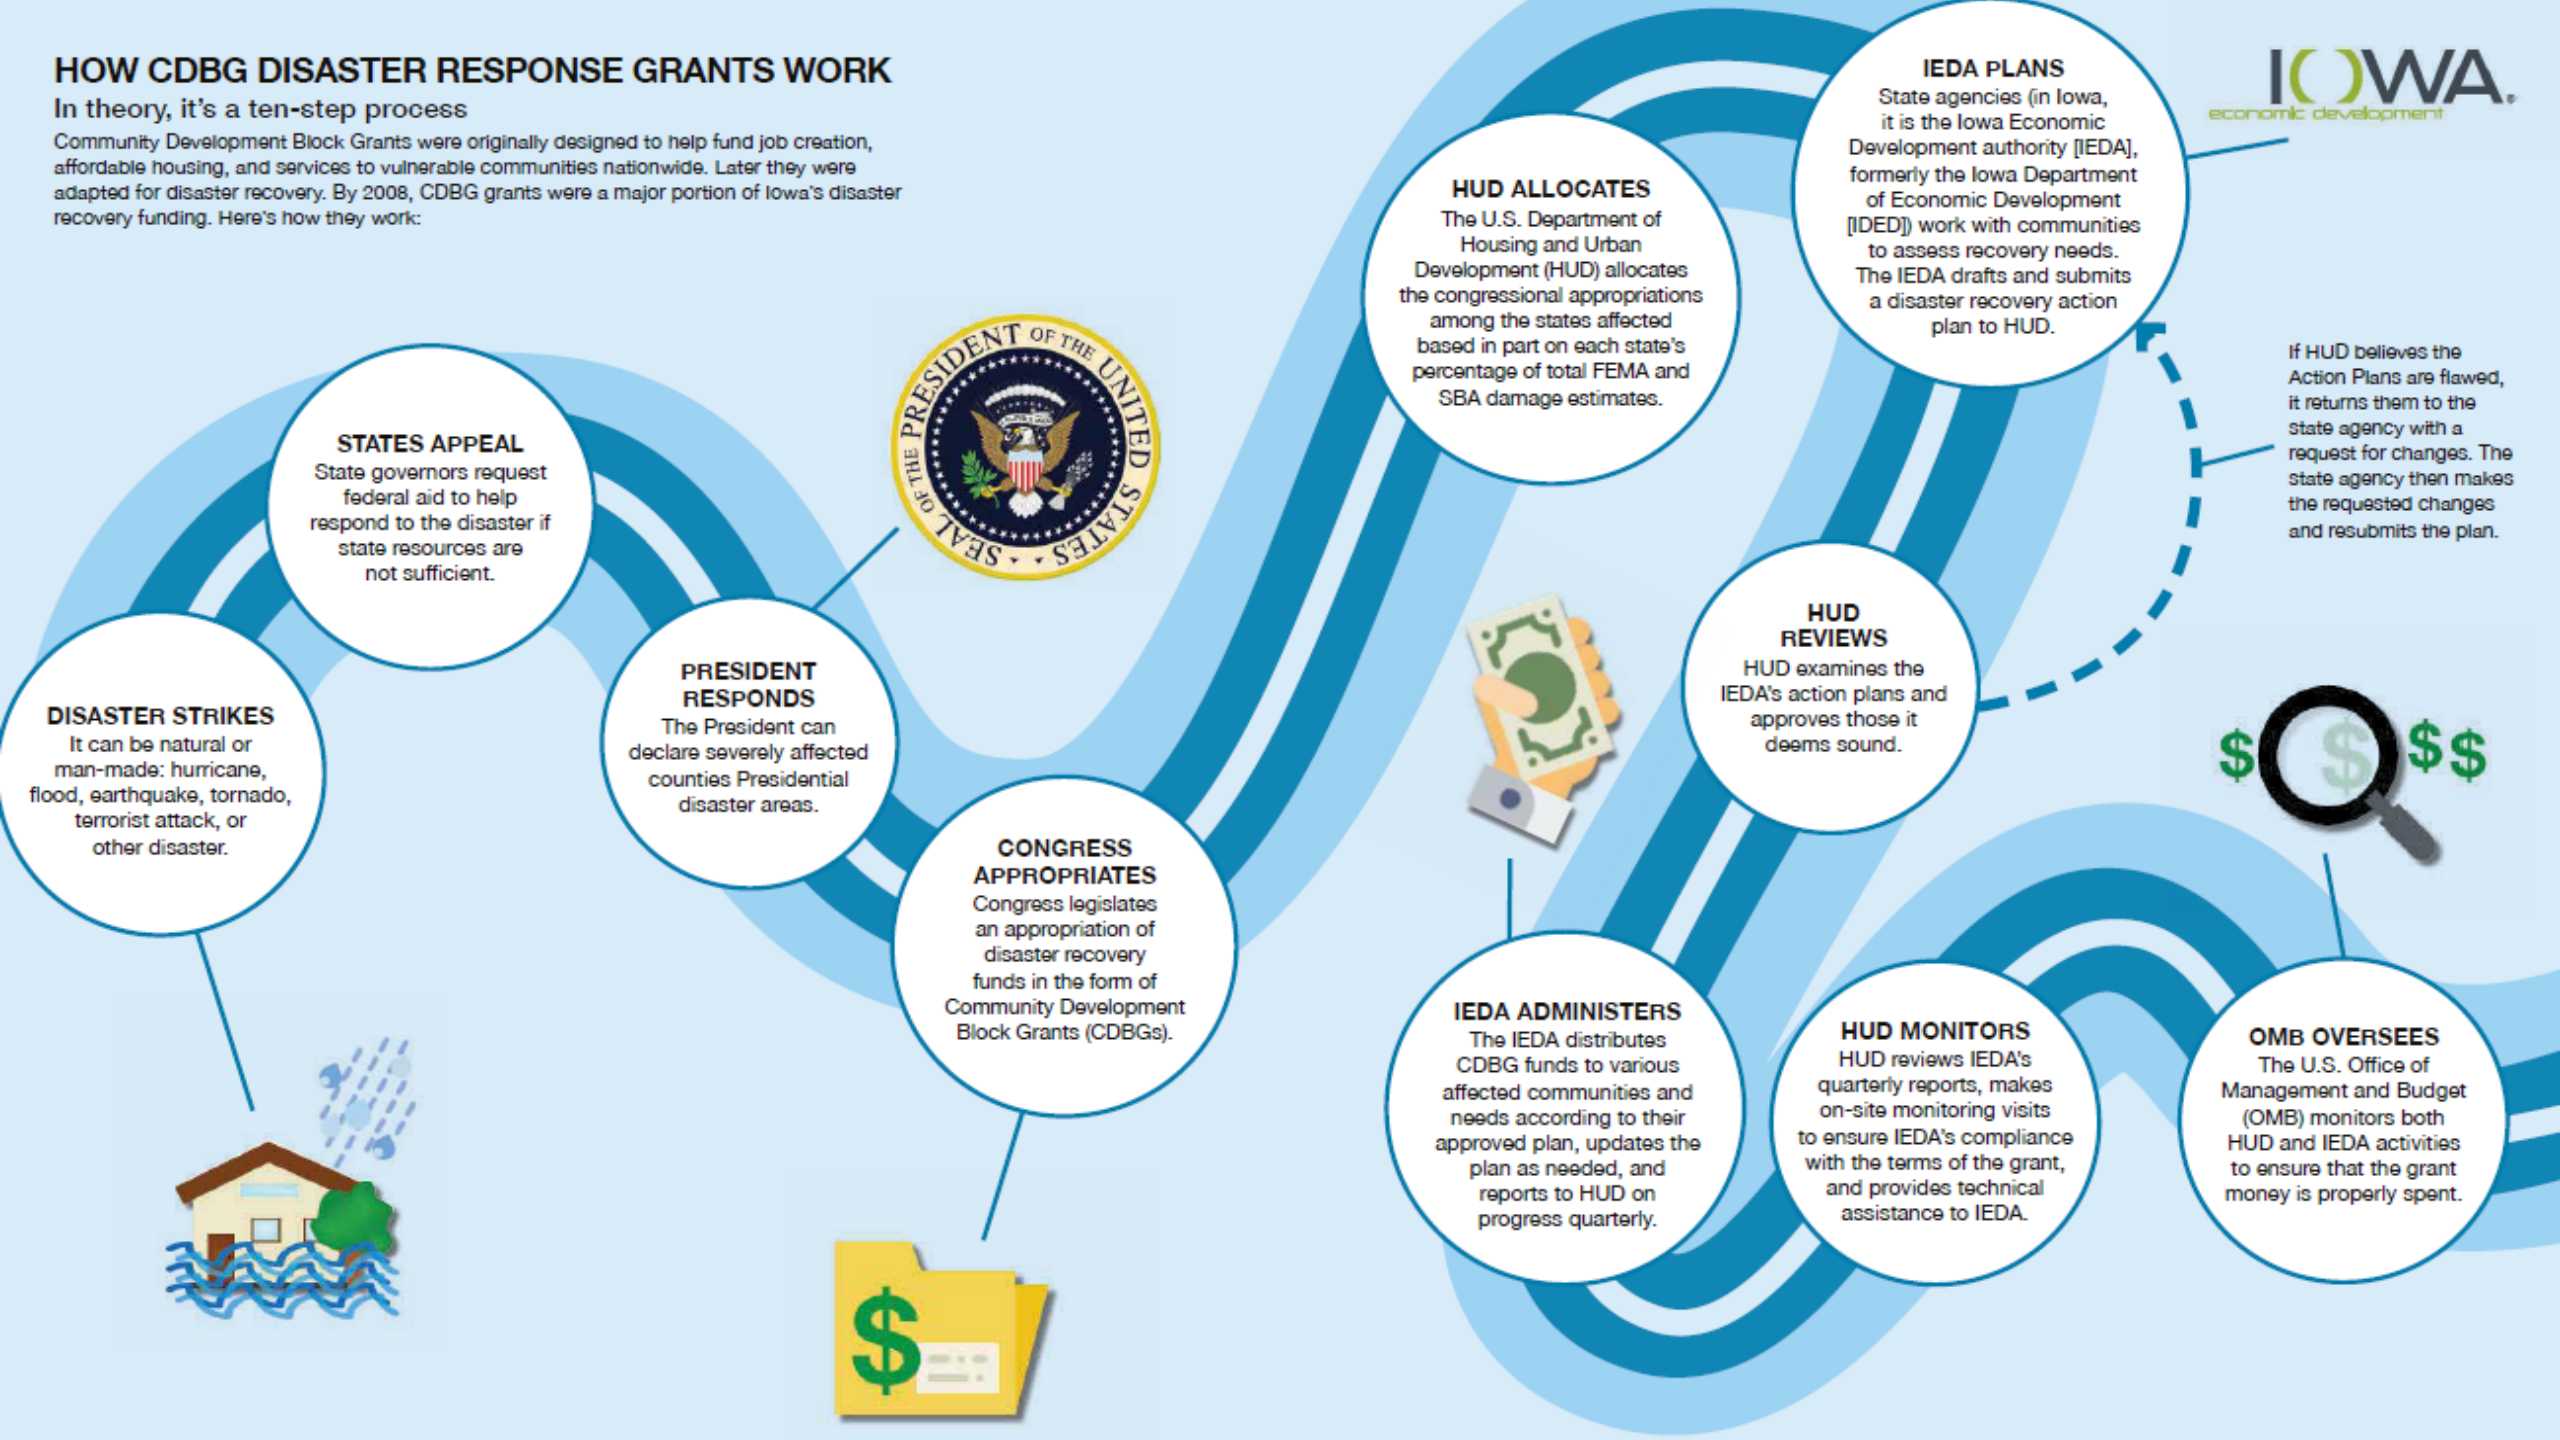 HOW CDBG DISASTER RESPONSE GRANTS WORK
In theory, it's a ten-step process
Community Development Block Grants were originally designed to help fund job creation,
affordable housing, and services to vulnerable communities nationwide. Later they were
adapted for disaster recovery. By 2008, CDBG grants were a major portion of Iowa's disaster
recovery funding. Here's how they work:
DISASTER STRIKES
It can be natural or
man-made: hurricane,
flood, earthquake, tornado,
terrorist attack, or
other disaster.
STATES APPEAL
State governors request
federal aid to help
respond to the disaster if
state resources are
not sufficient.
PRESIDENT
RESPONDS
The President can
declare severely affected
counties Presidential
disaster areas.
SEAL OF THE PRESIDENT OF THE UNITED STATES
CONGRESS
APPROPRIATES
Congress legislates
an appropriation of
disaster recovery
funds in the form of
Community Development
Block Grants (CDBGs).
$
HUD ALLOCATES
The U.S. Department of
Housing and Urban
Development (HUD) allocates
the congressional appropriations
among the states affected
based in part on each state's
percentage of total FEMA and
SBA damage estimates.
IEDA PLANS
State agencies (in Iowa,
it is the Iowa Economic
Development authority [IEDA],
formerly the Iowa Department
of Economic Development
[IDED]) work with communities
to assess recovery needs.
The IEDA drafts and submits
a disaster recovery action
plan to HUD.
IOWA.
economic development
If HUD believes the
Action Plans are flawed,
it returns them to the
state agency with a
request for changes. The
state agency then makes
the requested changes
and resubmits the plan.
HUD
REVIEWS
HUD examines the
IEDA's action plans and
approves those it
deems sound.
IEDA ADMINISTERS
The IEDA distributes
CDBG funds to various
affected communities and
needs according to their
approved plan, updates the
plan as needed, and
reports to HUD on
progress quarterly.
HUD MONITORS
HUD reviews IEDA's
quarterly reports, makes
on-site monitoring visits
to ensure IEDA's compliance
with the terms of the grant,
and provides technical
assistance to IEDA.
$ $ $ $
OMB OVERSEES
The U.S. Office of
Management and Budget
(OMB) monitors both
HUD and IEDA activities
to ensure that the grant
money is properly spent.